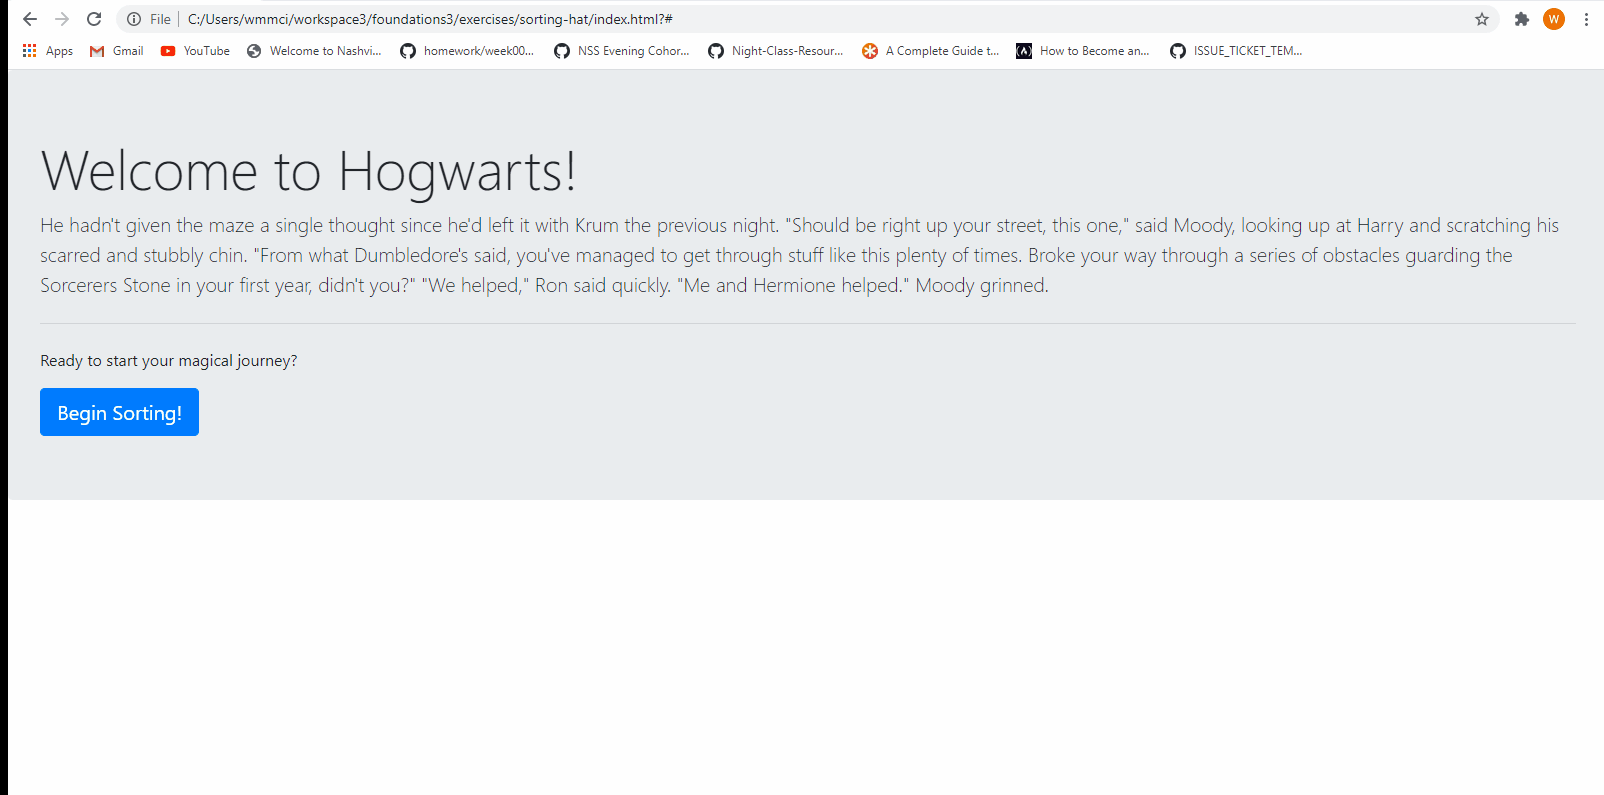 File C:/Users/wmmci/workspace3/foundations3/exercises/sorting-hat/index.html?#
W
Apps Gmail YouTube Welcome to Nashvi... homework/week00... NSS Evening Cohor... Night-Class-Resour... A Complete Guide t... How to Become an... ISSUE_TICKET_TEM...
Welcome to Hogwarts!
He hadn't given the maze a single thought since he'd left it with Krum the previous night. "Should be right up your street, this one," said Moody, looking up at Harry and scratching his
scarred and stubbly chin. "From what Dumbledore's said, you've managed to get through stuff like this plenty of times. Broke your way through a series of obstacles guarding the
Sorcerers Stone in your first year, didn't you?" "We helped," Ron said quickly. "Me and Hermione helped." Moody grinned.
Ready to start your magical journey?
Begin Sorting!